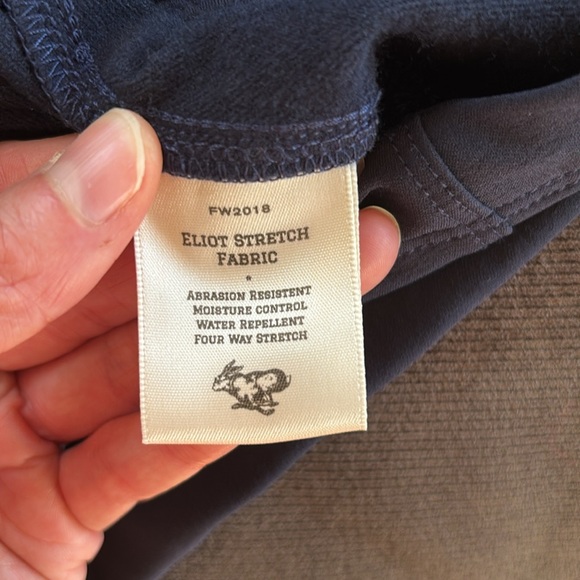 FW2018
ELIOT STRETCH
FABRIC
ABRASION RESISTENT
MOISTURE CONTROL
WATER REPELLENT
FOUR WAY STRETCH